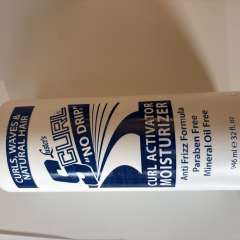 CURLS, WAVES &
NATURAL HAIR
Luster's
SCURL
"NO DRIP"
CURL ACTIVATOR
MOISTURIZER
Anti Frizz Formula
Paraben Free
Mineral Oil Free
946 ml e 32 fl oz